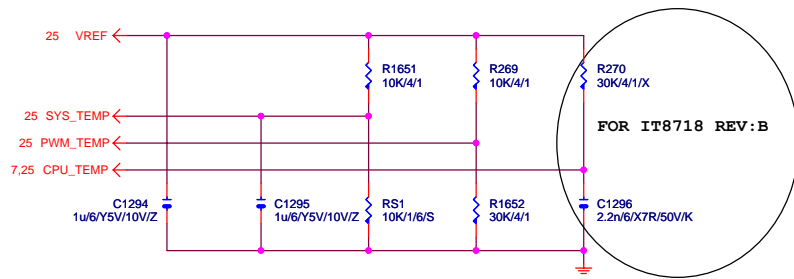 25 VREF
R1651
10K/4/1
R269
10K/4/1
R270
30K/4/1/X
25 SYS_TEMP
FOR IT8718 REV:B
25 PWM_TEMP
7,25 CPU_TEMP
C1294
1u/6/Y5V/10V/Z
C1295
1u/6/Y5V/10V/Z
RS1
10K/1/6/S
R1652
30K/4/1
C1296
2.2n/6/X7R/50V/K